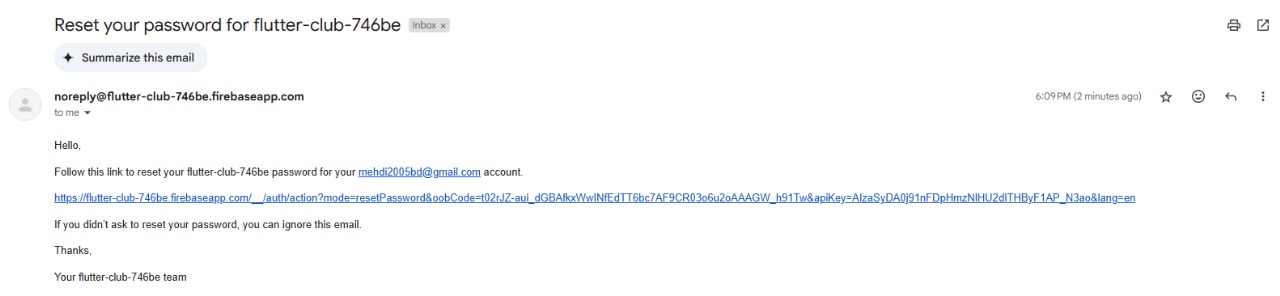 Reset your password for flutter-club-746be Inbox ×
Summarize this email
noreply@flutter-club-746be.firebaseapp.com 6:09 PM (2 minutes ago)
to me
Hello,
Follow this link to reset your flutter-club-746be password for your mehdi2005bd@gmail.com account.
https://flutter-club-746be.firebaseapp.com/__/auth/action?mode=resetPassword&oobCode=t02rJZ-aui_dGBAfkxWwINfEdTT6bc7AF9CR03o6u2oAAAGW_h91Tw&apiKey=AIzaSyDA0j91nFDpHmzNIHU2dITHByF1AP_N3ao&lang=en
If you didn't ask to reset your password, you can ignore this email.
Thanks,
Your flutter-club-746be team